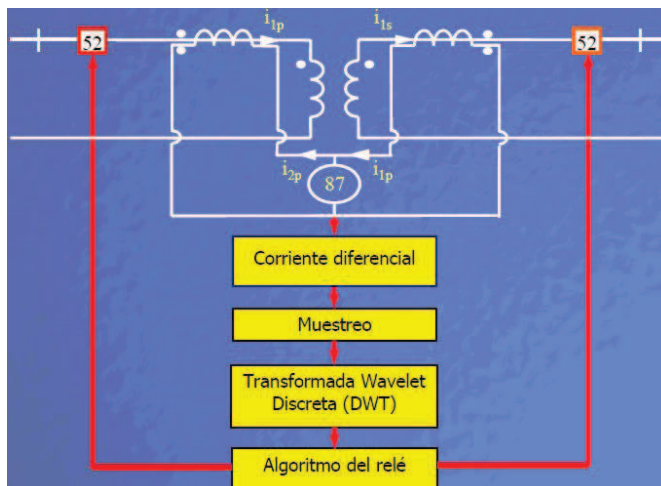 i1p
i1s
52
52
i2p
i1p
87
Corriente diferencial
Muestreo
Transformada Wavelet
Discreta (DWT)
Algoritmo del relé